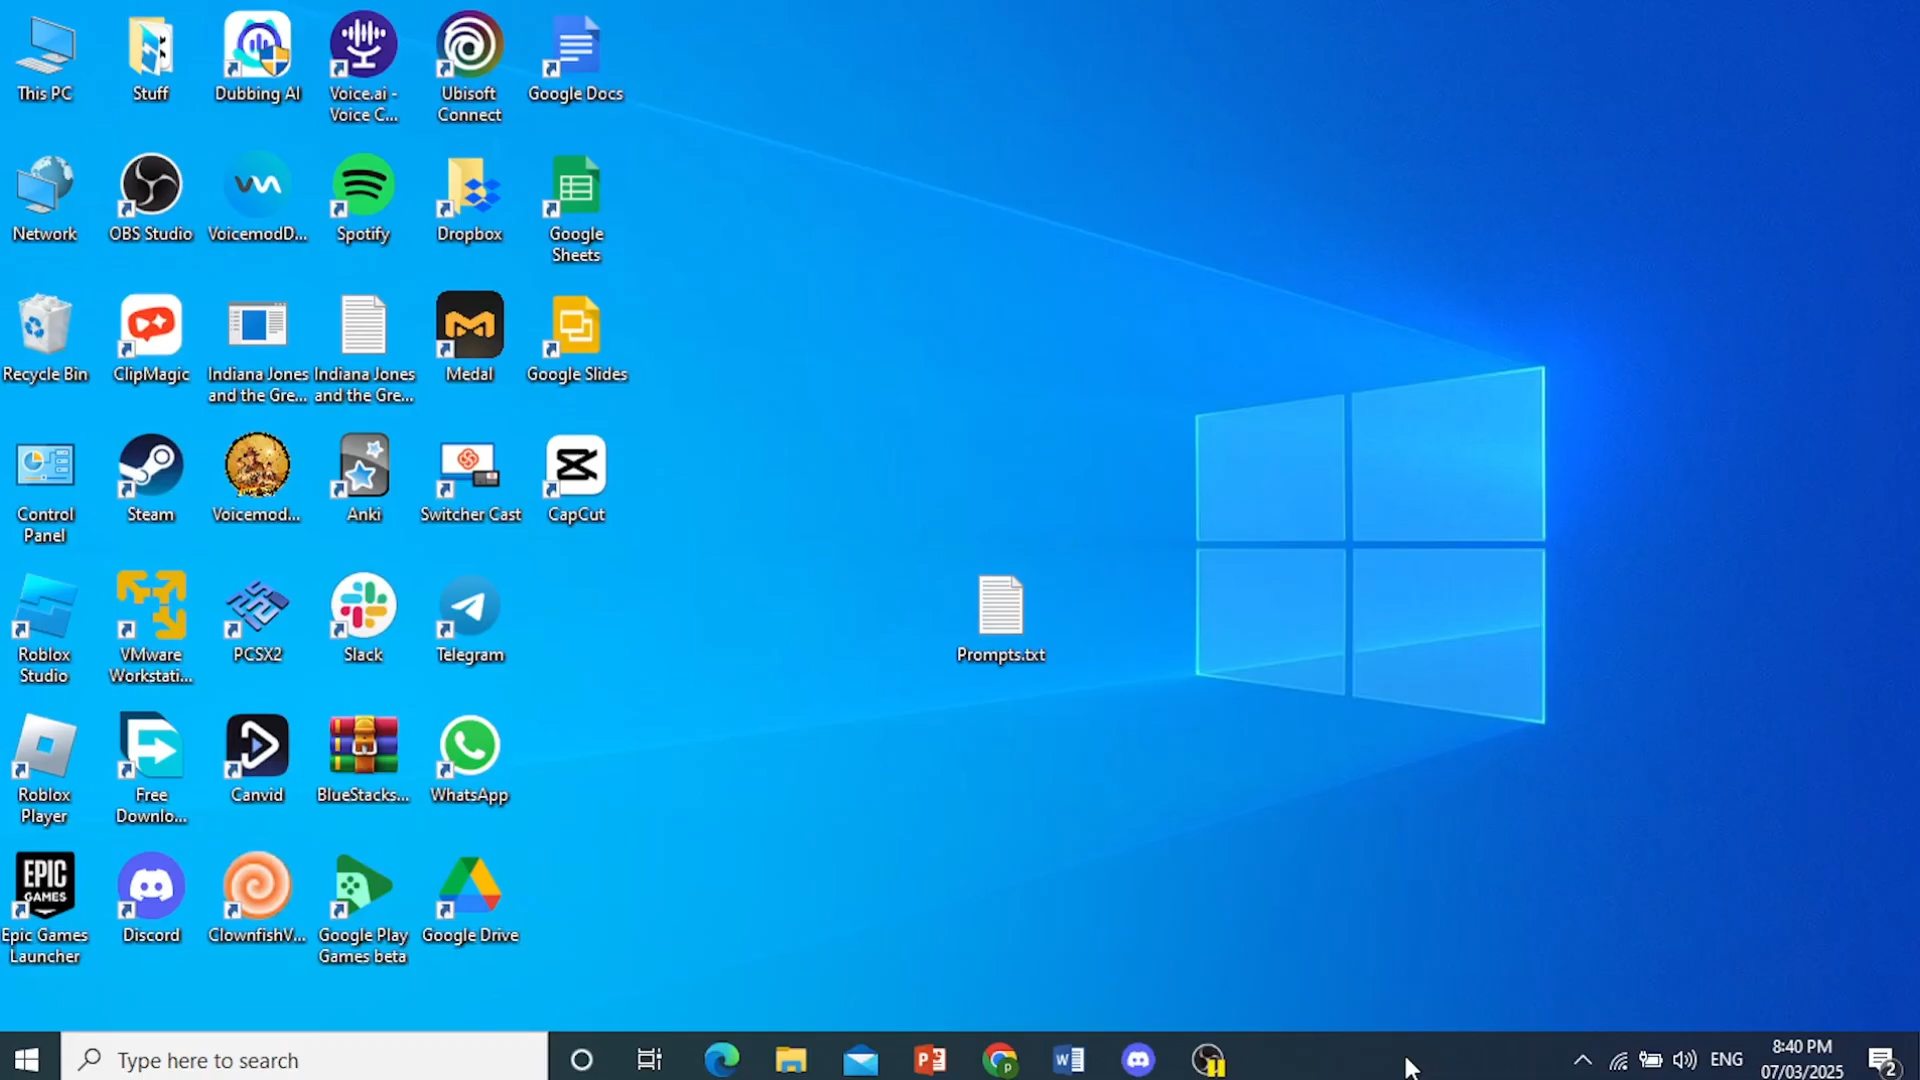 This PC
Stuff
Dubbing AI
Voice.ai -
Voice C...
Ubisoft
Connect
Google Docs
Network
OBS Studio
VoicemodD...
Spotify
Dropbox
Google
Sheets
Recycle Bin
ClipMagic
Indiana Jones
and the Gre...
Indiana Jones
and the Gre...
Medal
Google Slides
Control
Panel
Steam
Voicemod...
Anki
Switcher Cast
CapCut
Roblox
Studio
VMware
Workstati...
PCSX2
Slack
Telegram
Prompts.txt
Roblox
Player
Free
Downlo...
Canvid
BlueStacks...
WhatsApp
EPIC
GAMES
Epic Games
Launcher
Discord
ClownfishV...
Google Play
Games beta
Google Drive
Type here to search
ENG
8:40 PM
07/03/2025
2